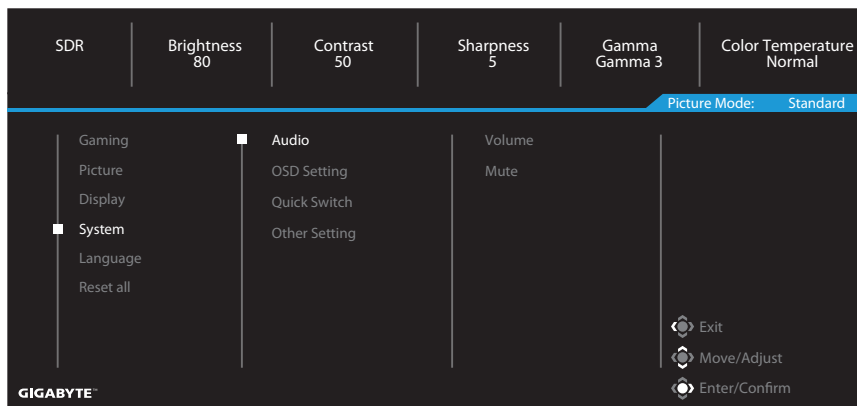 SDR
Brightness
80
Contrast
50
Sharpness
5
Gamma
Gamma 3
Color Temperature
Normal
Picture Mode: Standard
Gaming
Picture
Display
System
Language
Reset all
Audio
OSD Setting
Quick Switch
Other Setting
Volume
Mute
Exit
Move/Adjust
Enter/Confirm
GIGABYTE™